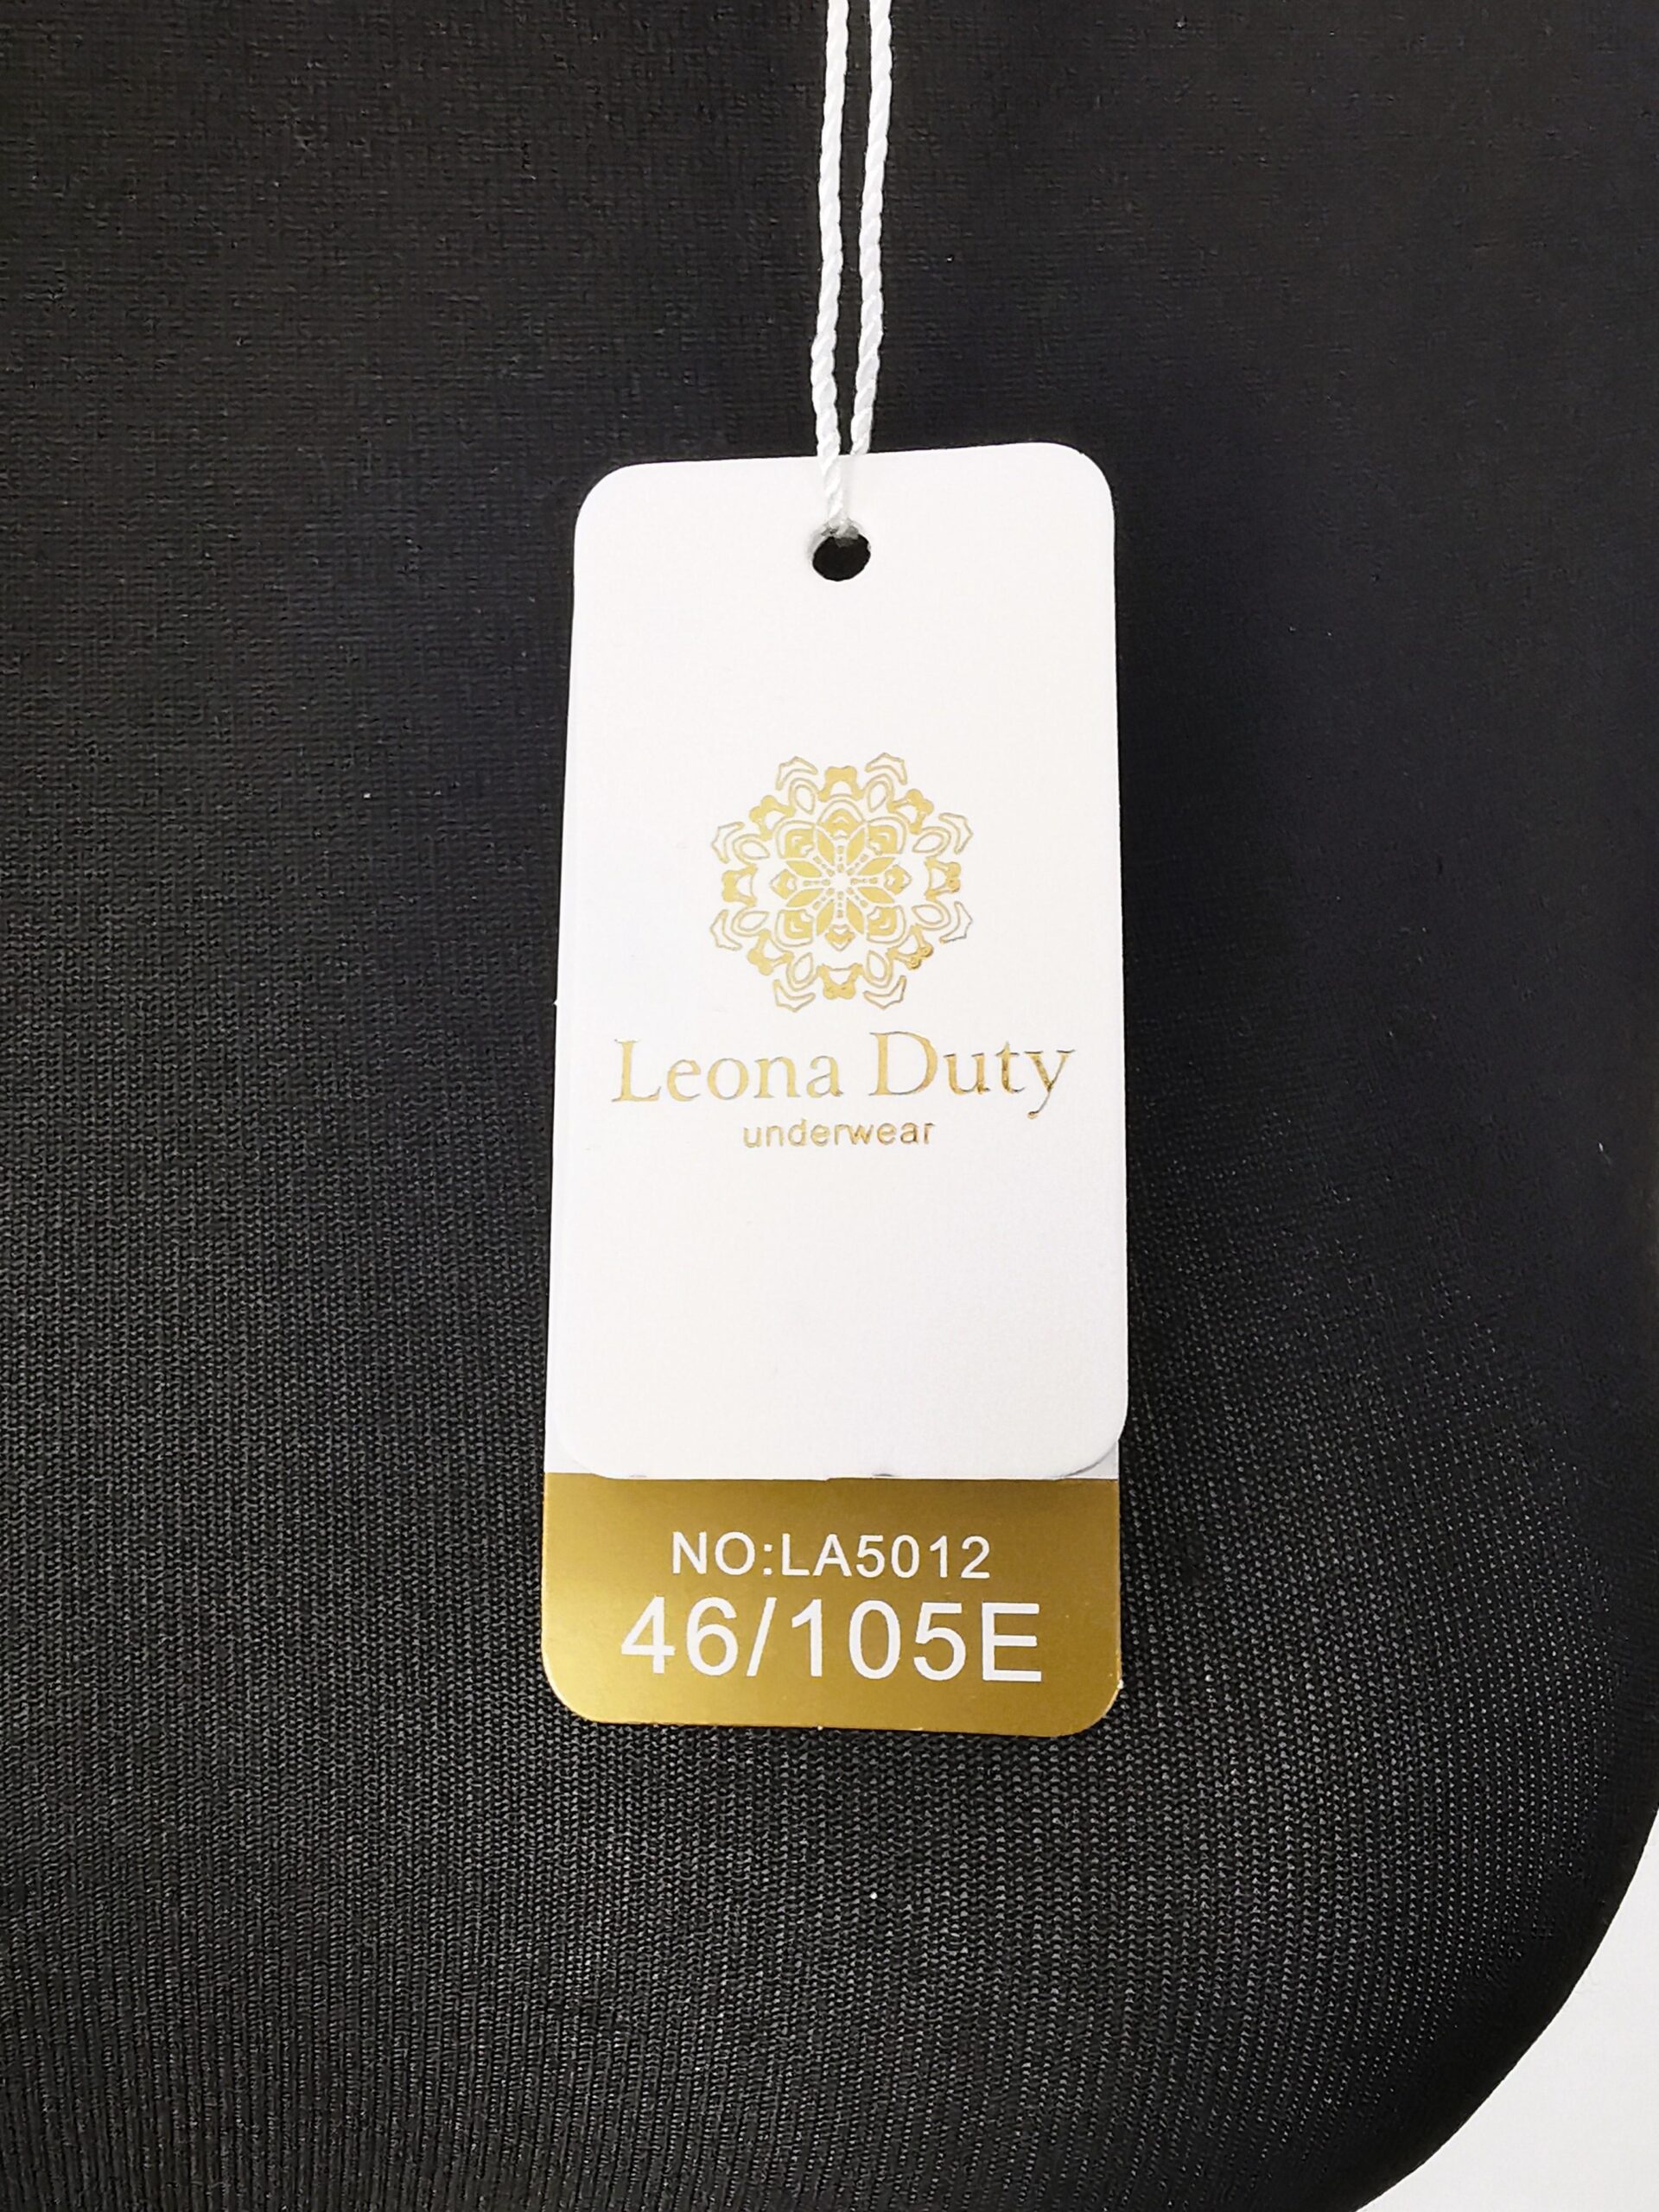 Leona Duty
underwear
NO:LA5012
46/105E